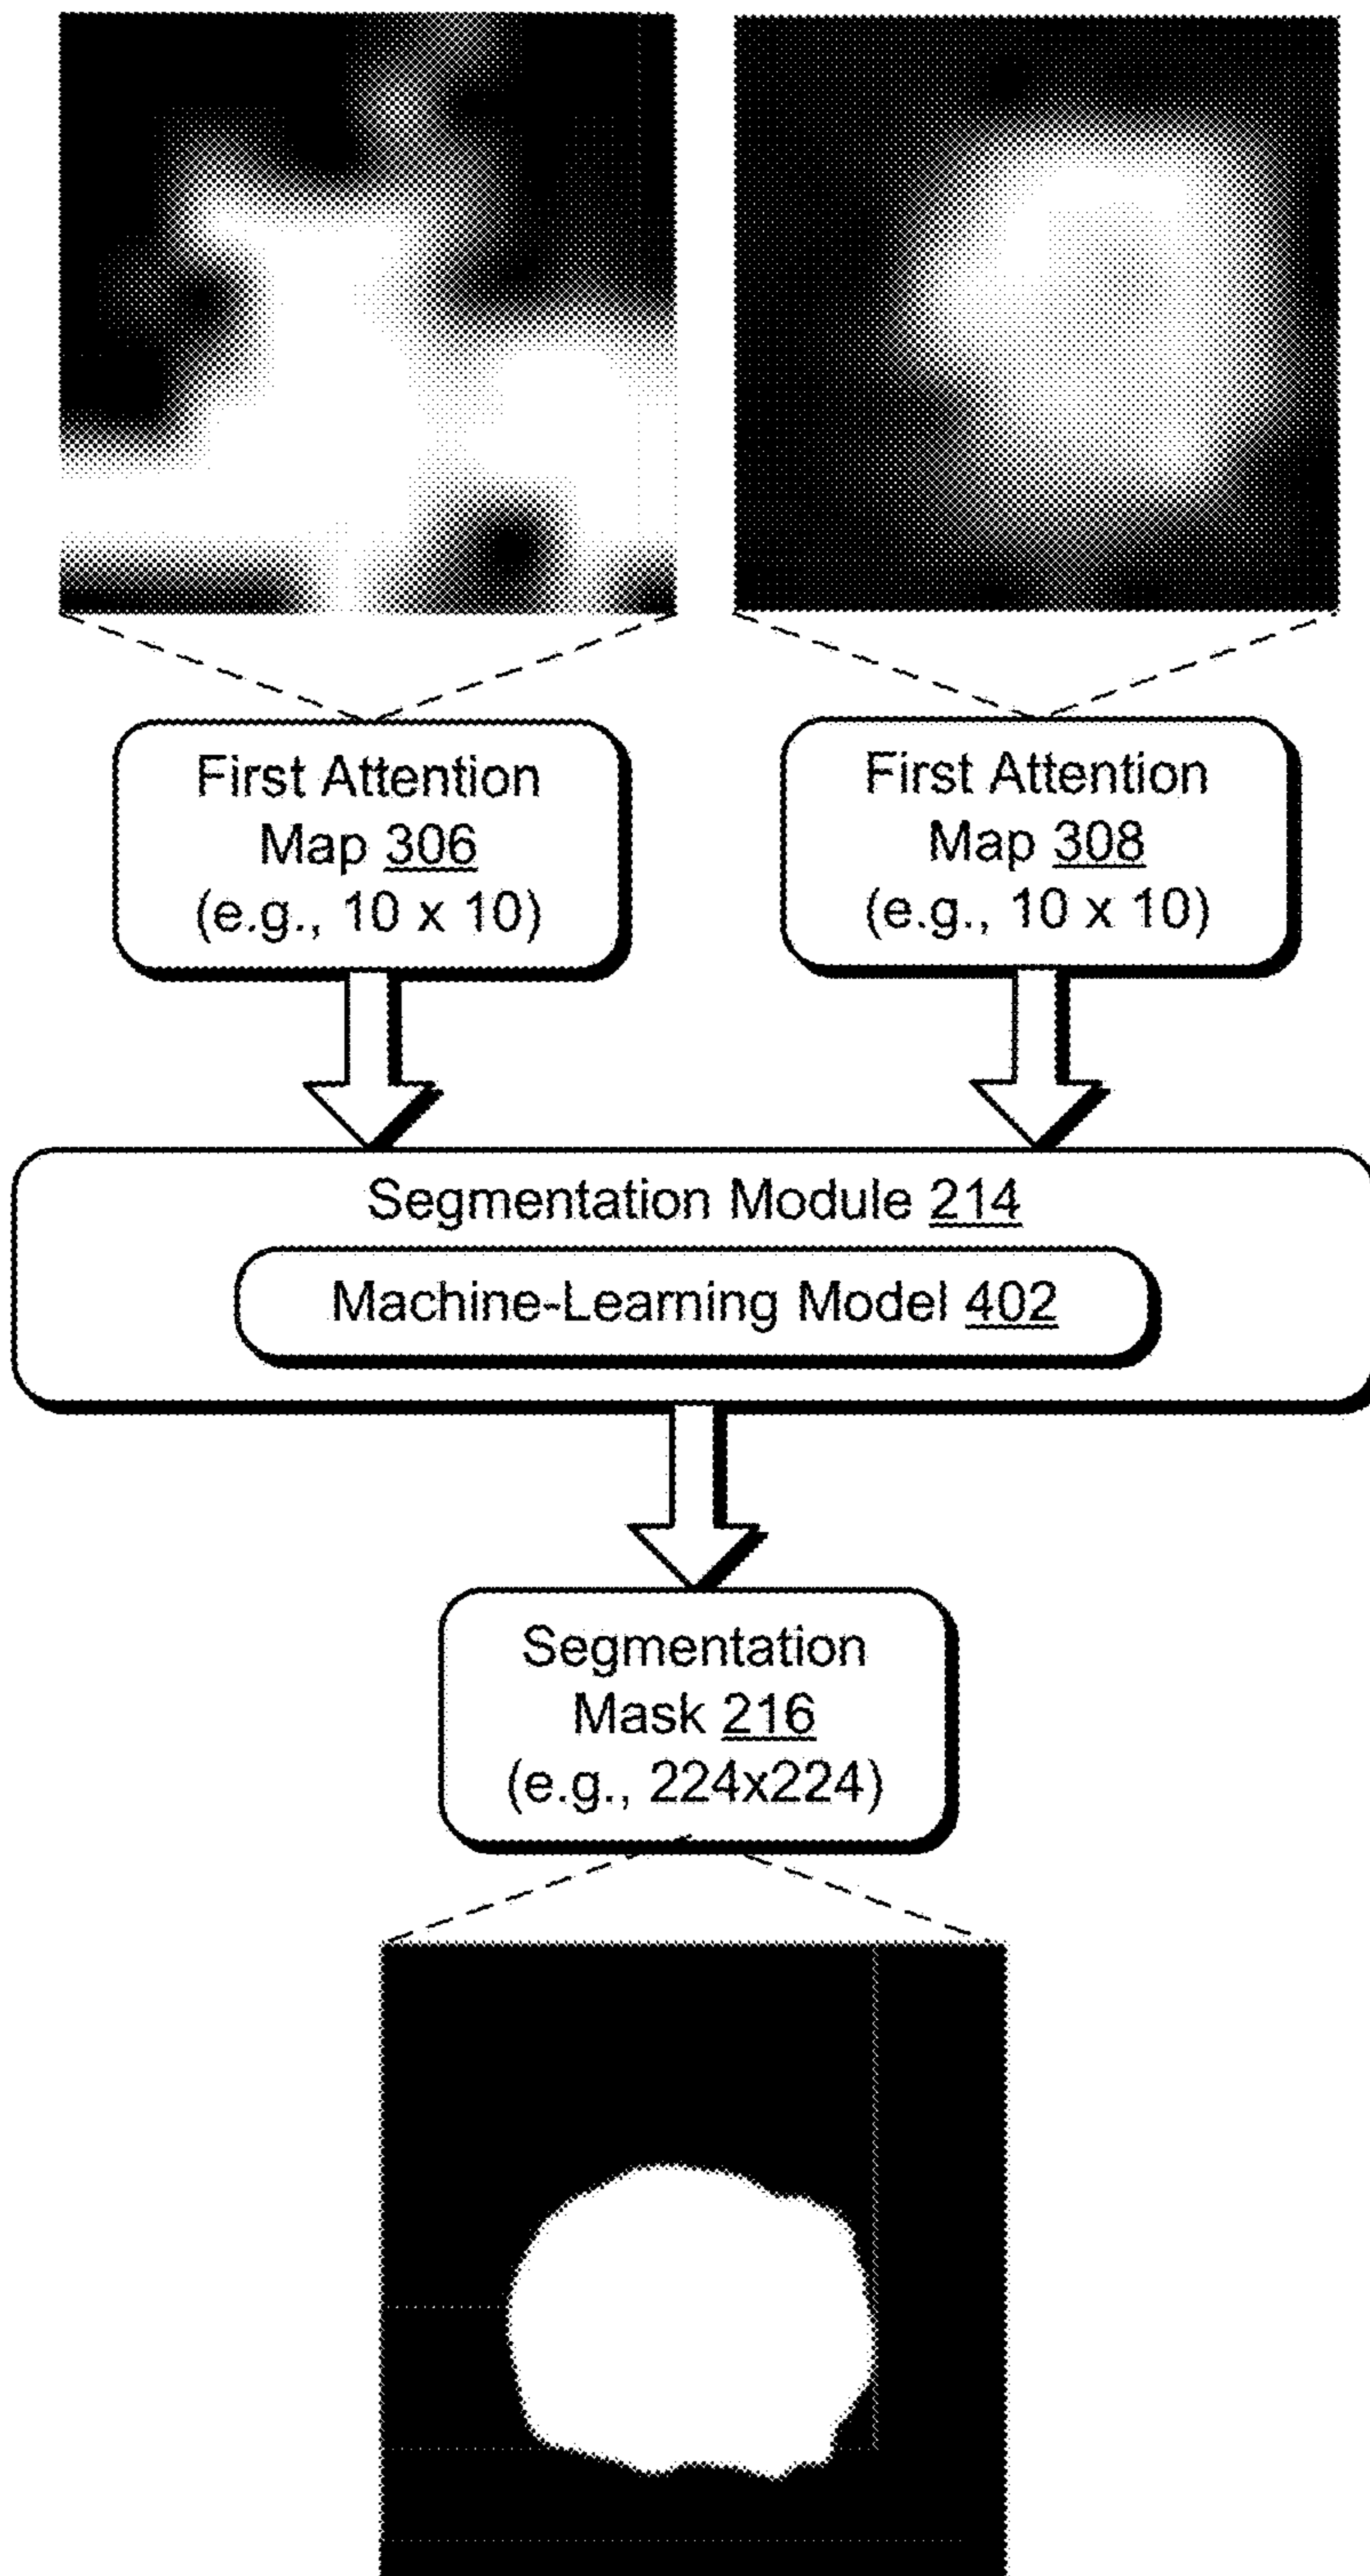 First Attention
Map 306
(e.g., 10 x 10)
First Attention
Map 308
(e.g., 10 x 10)
Segmentation Module 214
Machine-Learning Model 402
Segmentation
Mask 216
(e.g., 224x224)